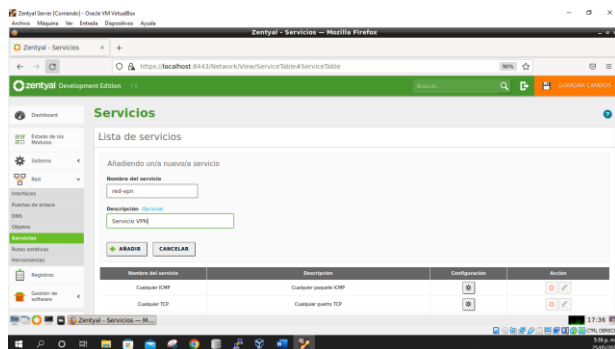 Zentyal Server [Corriendo] - Oracle VM VirtualBox
Archivo Máquina Ver Entrada Dispositivos Ayuda
Zentyal - Servicios — Mozilla Firefox
Zentyal - Servicios
https://localhost:8443/Network/View/ServiceTable#ServiceTable
90%
zentyal Development Edition
Buscar...
GUARDAR CAMBIOS
Dashboard
Servicios
Estado de los Módulos
Lista de servicios
Sistema
Añadiendo un/a nuevo/a servicio
Red
Nombre del servicio
red-vpn
Interfaces
Puertas de enlace
Descripción Opcional
DNS
Servicio VPN
Objetos
Servicios
Rutas estáticas
AÑADIR CANCELAR
Herramientas
Registros
Nombre del servicio Descripción Configuración Acción
Gestión de software
Cualquier ICMP Cualquier paquete ICMP
Cualquier TCP Cualquier puerto TCP
Zentyal - Servicios — M...
17:36
CTRL DERECHA
5:36 p. m.